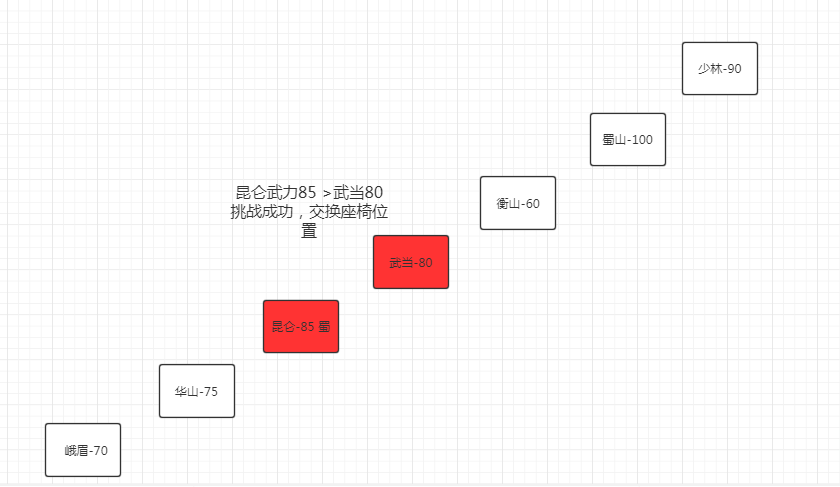 少林-90
蜀山-100
昆仑武力85 >武当80
挑战成功，交换座椅位
置
衡山-60
武当-80
昆仑-85 蜀
华山-75
峨眉-70